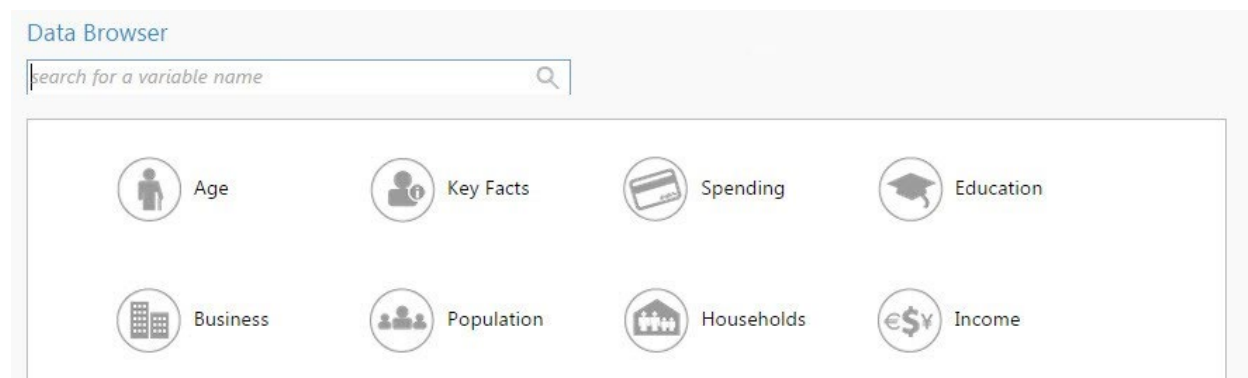 Data Browser
search for a variable name
Age Key Facts Spending Education
Business Population Households €$¥ Income